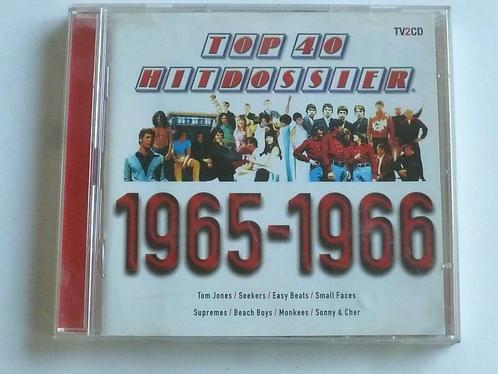 TOP 40
TV2CD
HITDOSSIER
1965-1966
Tom Jones / Seekers / Easy Beats / Small Faces
Supremes / Beach Boys / Monkees / Sonny & Cher